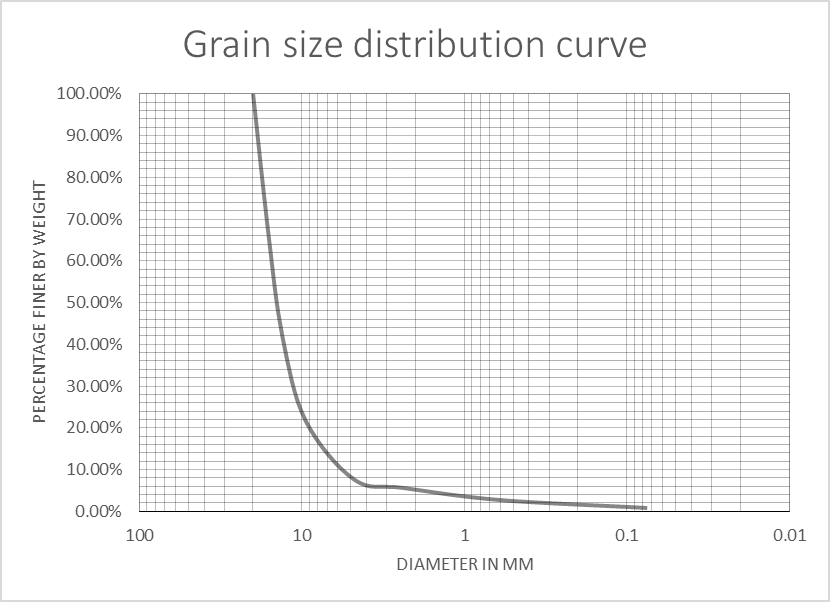 Grain size distribution curve
PERCENTAGE FINER BY WEIGHT
100.00%
90.00%
80.00%
70.00%
60.00%
50.00%
40.00%
30.00%
20.00%
10.00%
0.00%
100 10 1 0.1 0.01
DIAMETER IN MM